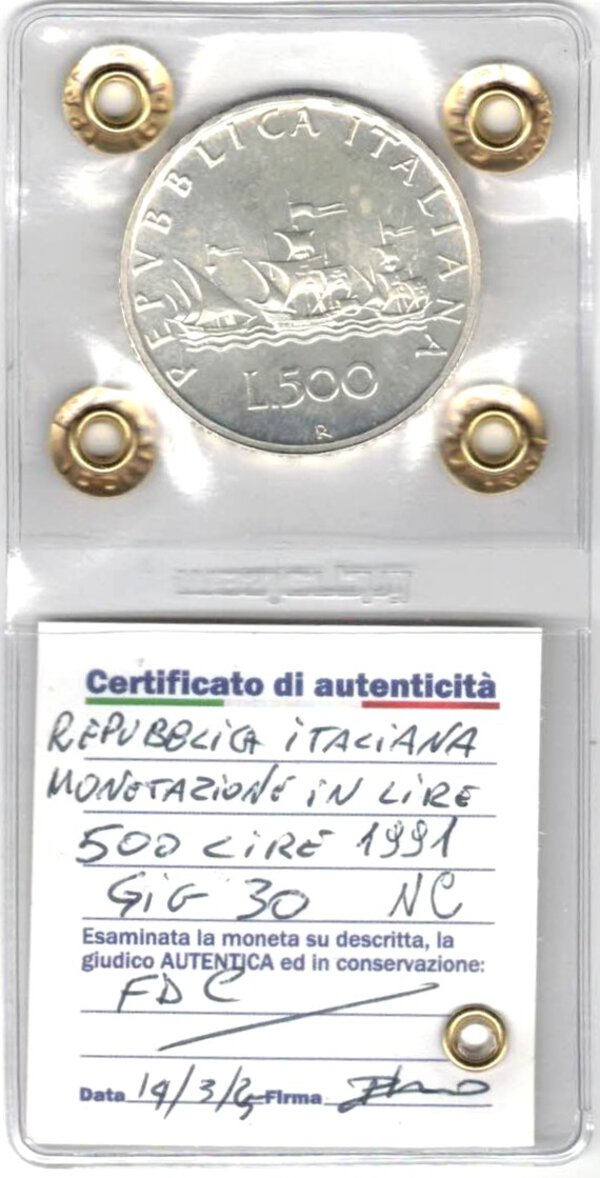 REPVBBLICA ITALIANA
L.500
R
Certificato di autenticità
REPUBBLICA ITALIANA
MONETAZIONE IN LIRE
500 LIRE 1991
GIG 30 NC
Esaminata la moneta su descritta, la
giudico AUTENTICA ed in conservazione:
FDC
Data 14/3/25 Firma